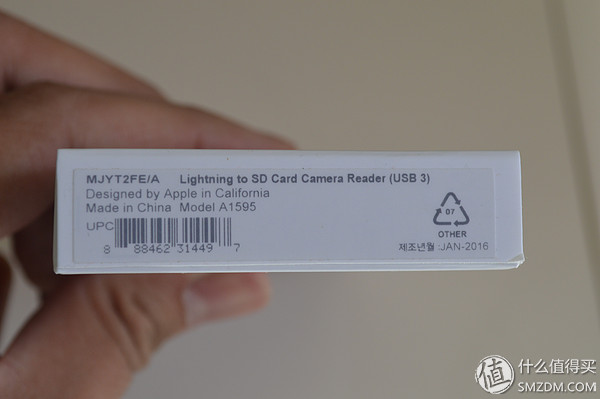 MJYT2FE/A Lightning to SD Card Camera Reader (USB 3)
Designed by Apple in California
Made in China Model A1595
UPC
8 88462 31449 7
07
OTHER
제조년월 :JAN-2016
值 什么值得买
SMZDM.COM